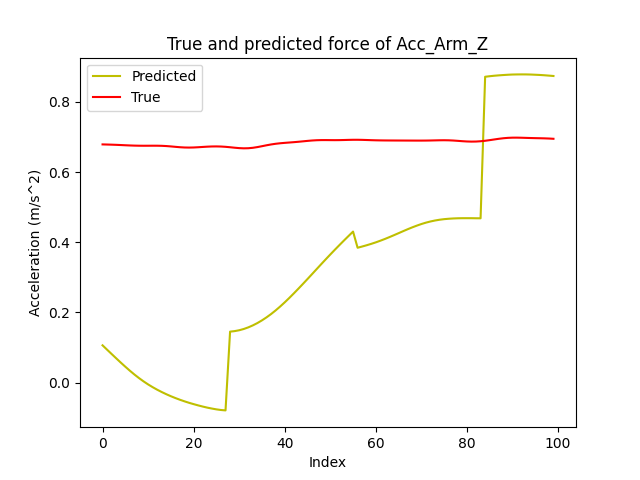 True and predicted force of Acc_Arm_Z
Predicted
True
Acceleration (m/s^2)
0.8
0.6
0.4
0.2
0.0
0
20
40
60
80
100
Index